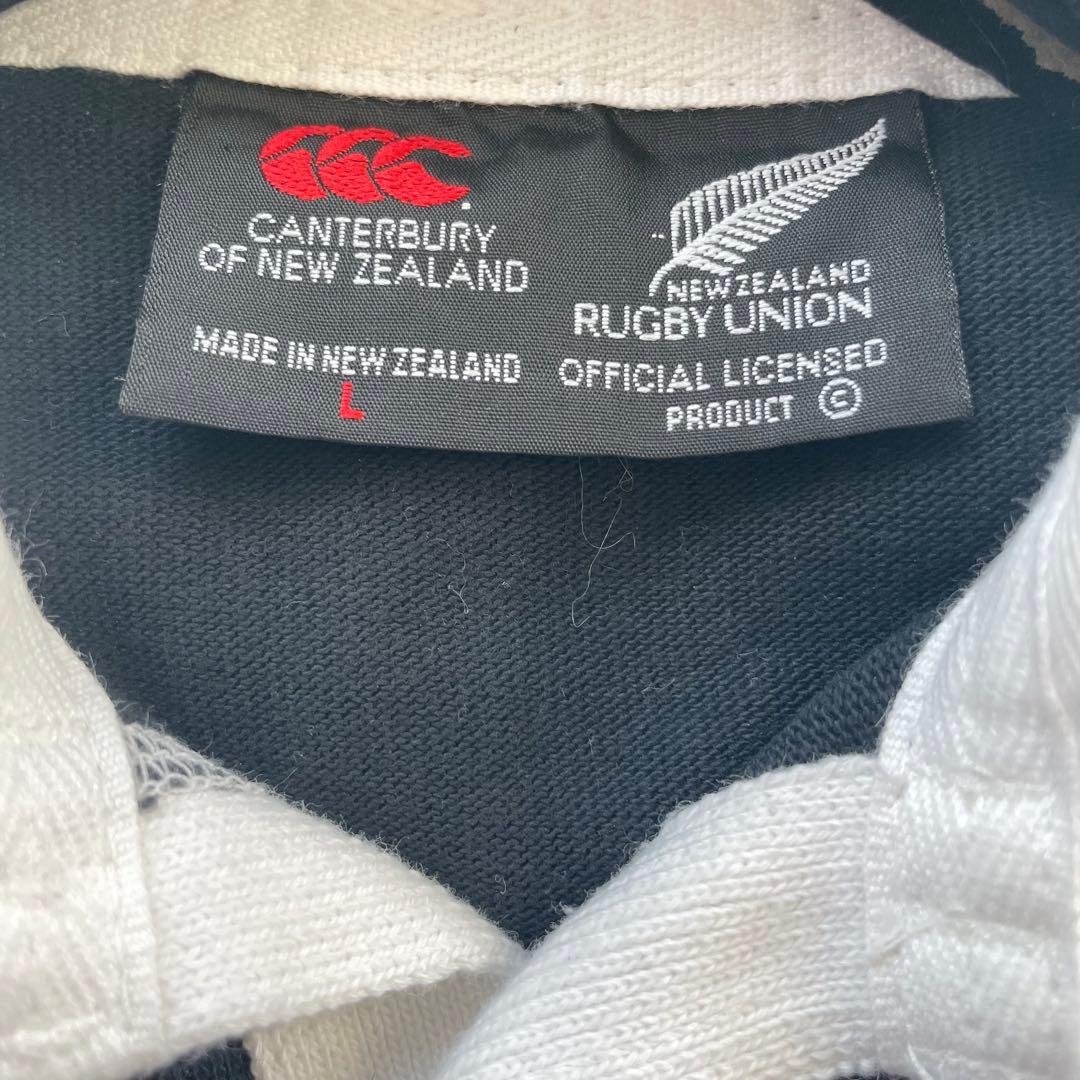 CANTERBURY
OF NEW ZEALAND
MADE IN NEW ZEALAND
L
NEW ZEALAND
RUGBY UNION
OFFICIAL LICENSED
PRODUCT ©